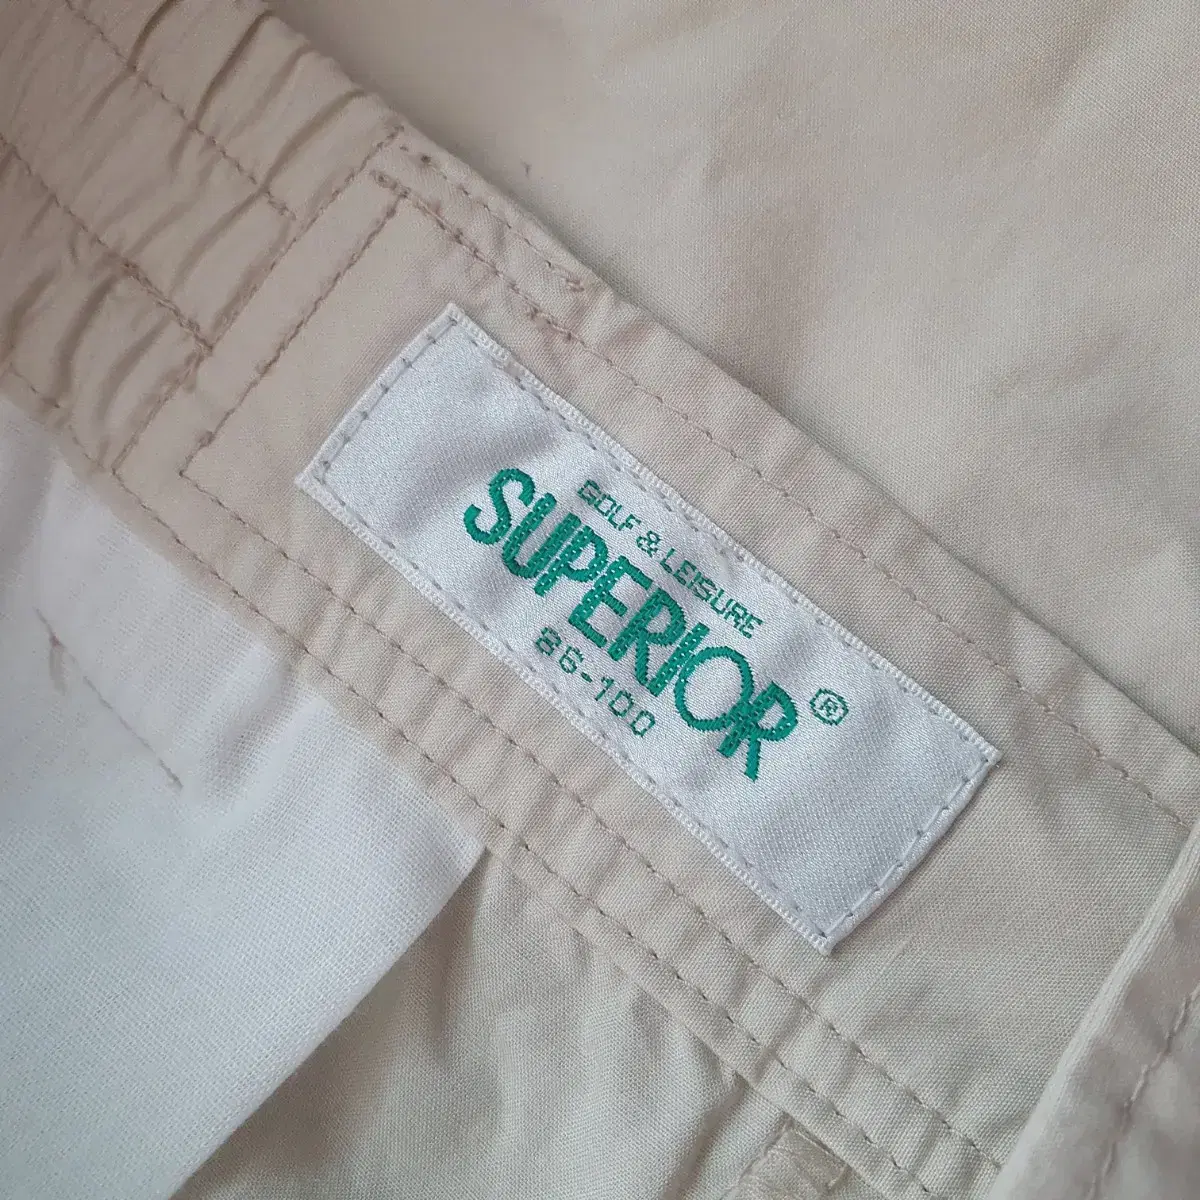 GOLF & LEISURE
SUPERIOR®
86-100